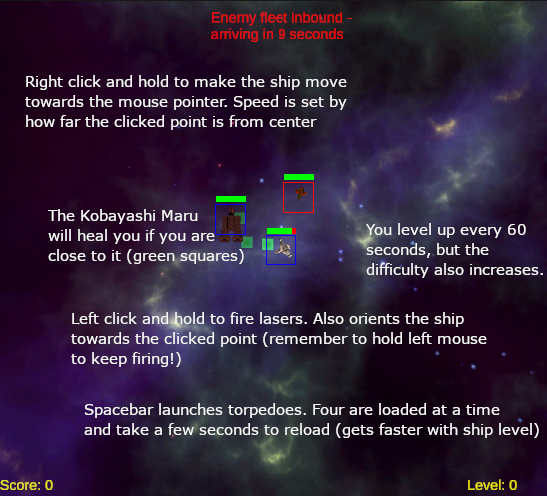 Enemy fleet inbound -
arriving in 9 seconds
Right click and hold to make the ship move
towards the mouse pointer. Speed is set by
how far the clicked point is from center
The Kobayashi Maru
will heal you if you are
close to it (green squares)
You level up every 60
seconds, but the
difficulty also increases.
Left click and hold to fire lasers. Also orients the ship
towards the clicked point (remember to hold left mouse
to keep firing!)
Spacebar launches torpedoes. Four are loaded at a time
and take a few seconds to reload (gets faster with ship level)
Score: 0
Level: 0